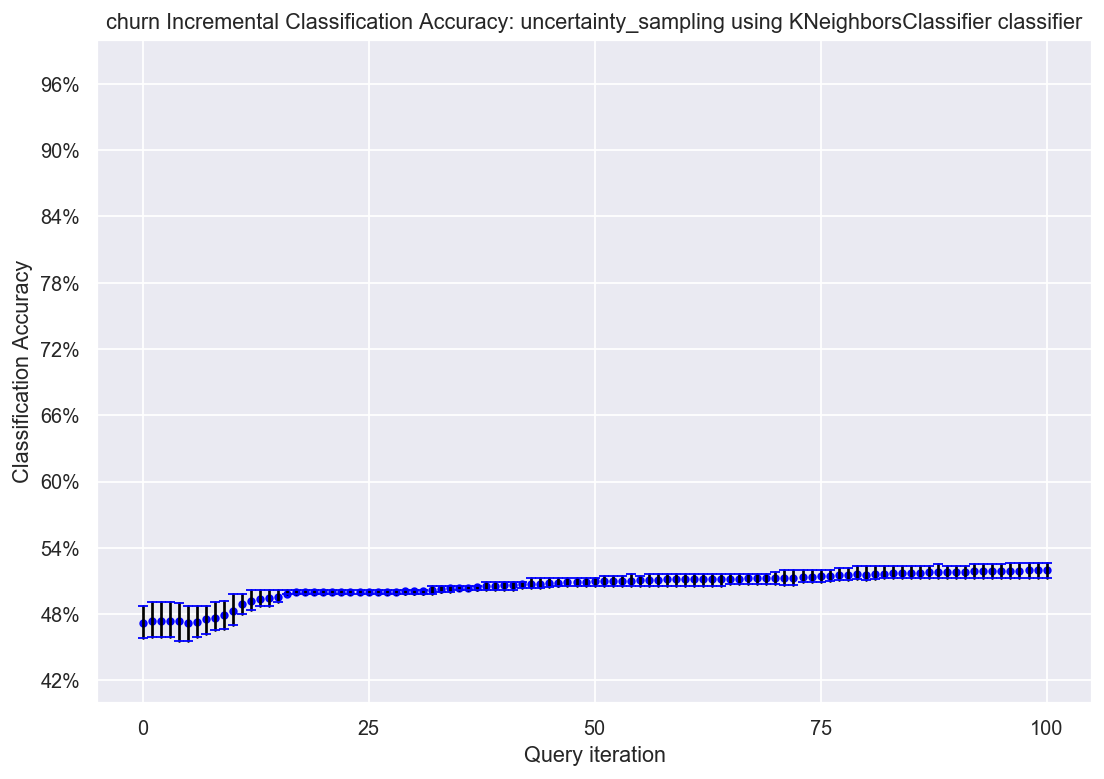 churn Incremental Classification Accuracy: uncertainty_sampling using KNeighborsClassifier classifier
96%
90%
84%
78%
72%
66%
60%
54%
48%
42%
Classification Accuracy
0 25 50 75 100
Query iteration